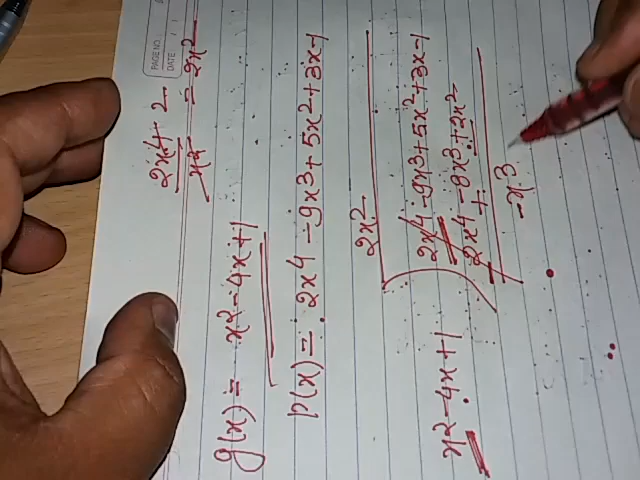 PAGE NO.
DATE
2x4-2
x2
= 2x2
g(x) = x2-4x+1
P(x) = 2x4-9x3+5x2+3x-1
2x2
x2-4x+1
2x4-9x3+5x2+3x-1
2x4-8x3+2x2
- +
-x3